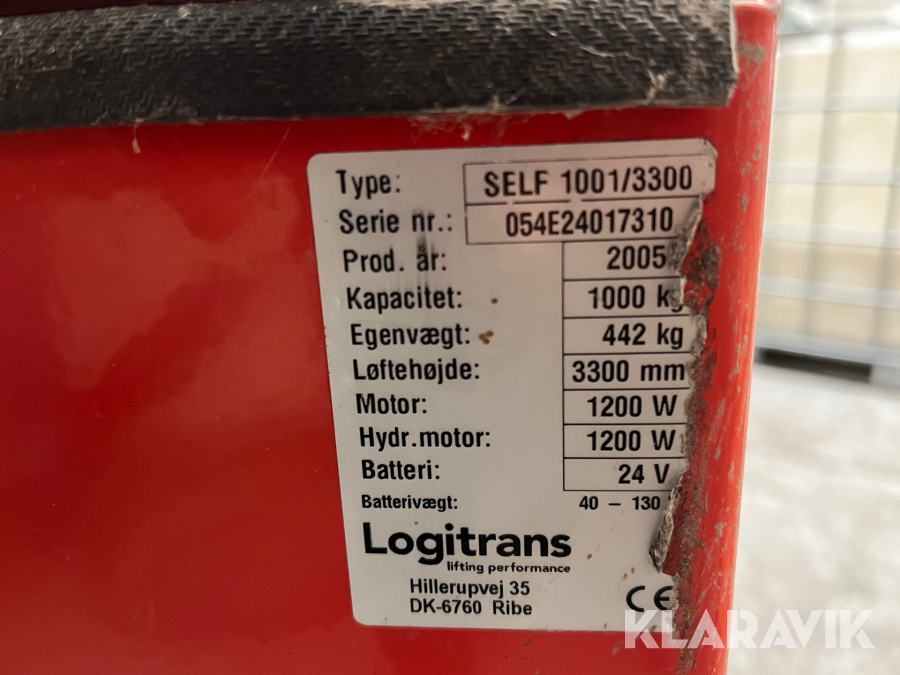 Type: SELF 1001/3300
Serie nr.: 054E24017310
Prod. år: 2005
Kapacitet: 1000 kg
Egenvægt: 442 kg
Løftehøjde: 3300 mm
Motor: 1200 W
Hydr.motor: 1200 W
Batteri: 24 V
Batterivægt: 40 – 130
Logitrans
lifting performance
Hillerupvej 35
DK-6760 Ribe
CE
KLARAVIK